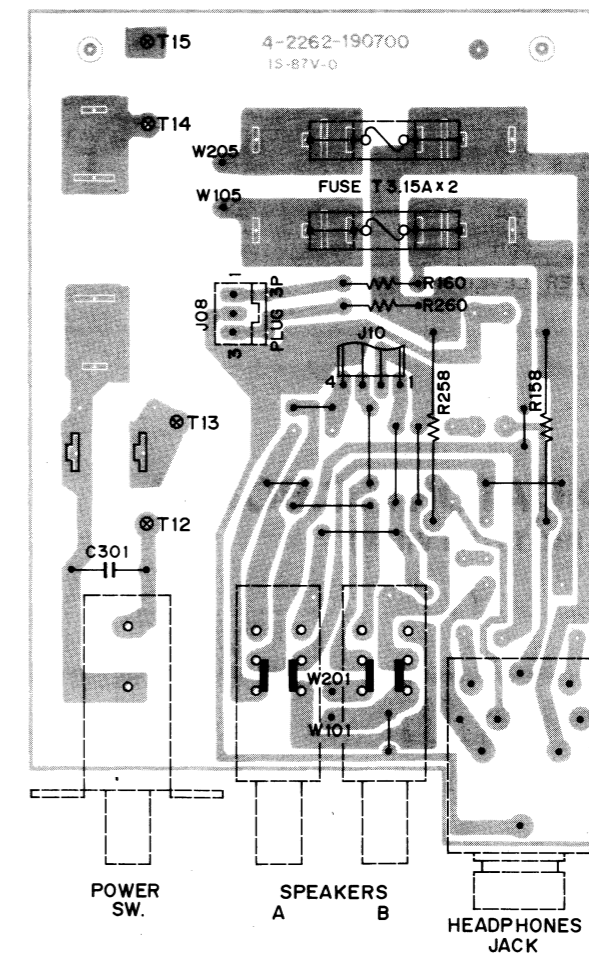 T15
4-2262-190700
IS-87V-0
T14
W205
FUSE T3.15A×2
W105
1
3P
J08
PLUG
3
R160
R260
J10
4
1
R258
R158
T13
T12
C301
W201
W101
POWER
SW.
SPEAKERS
A B
HEADPHONES
JACK